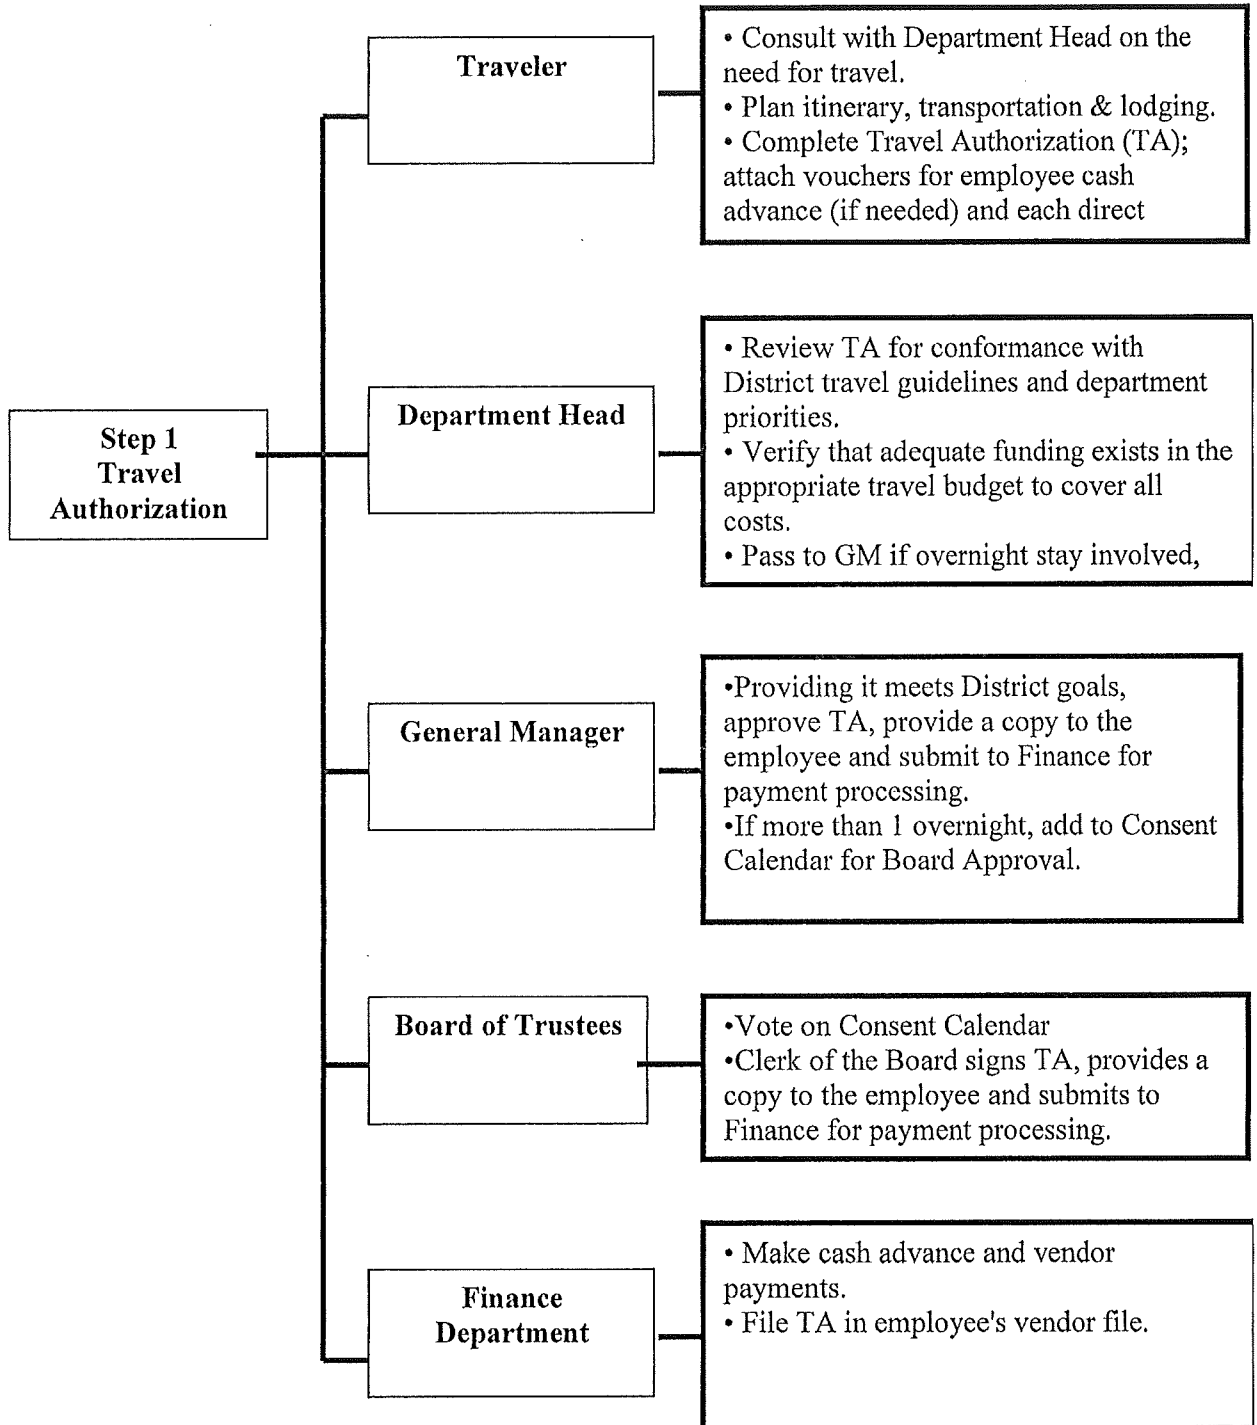 Traveler
• Consult with Department Head on the
need for travel.
• Plan itinerary, transportation & lodging.
• Complete Travel Authorization (TA);
attach vouchers for employee cash
advance (if needed) and each direct
Step 1
Travel
Authorization
Department Head
• Review TA for conformance with
District travel guidelines and department
priorities.
• Verify that adequate funding exists in the
appropriate travel budget to cover all
costs.
• Pass to GM if overnight stay involved,
General Manager
•Providing it meets District goals,
approve TA, provide a copy to the
employee and submit to Finance for
payment processing.
•If more than 1 overnight, add to Consent
Calendar for Board Approval.
Board of Trustees
•Vote on Consent Calendar
•Clerk of the Board signs TA, provides a
copy to the employee and submits to
Finance for payment processing.
Finance
Department
• Make cash advance and vendor
payments.
• File TA in employee's vendor file.